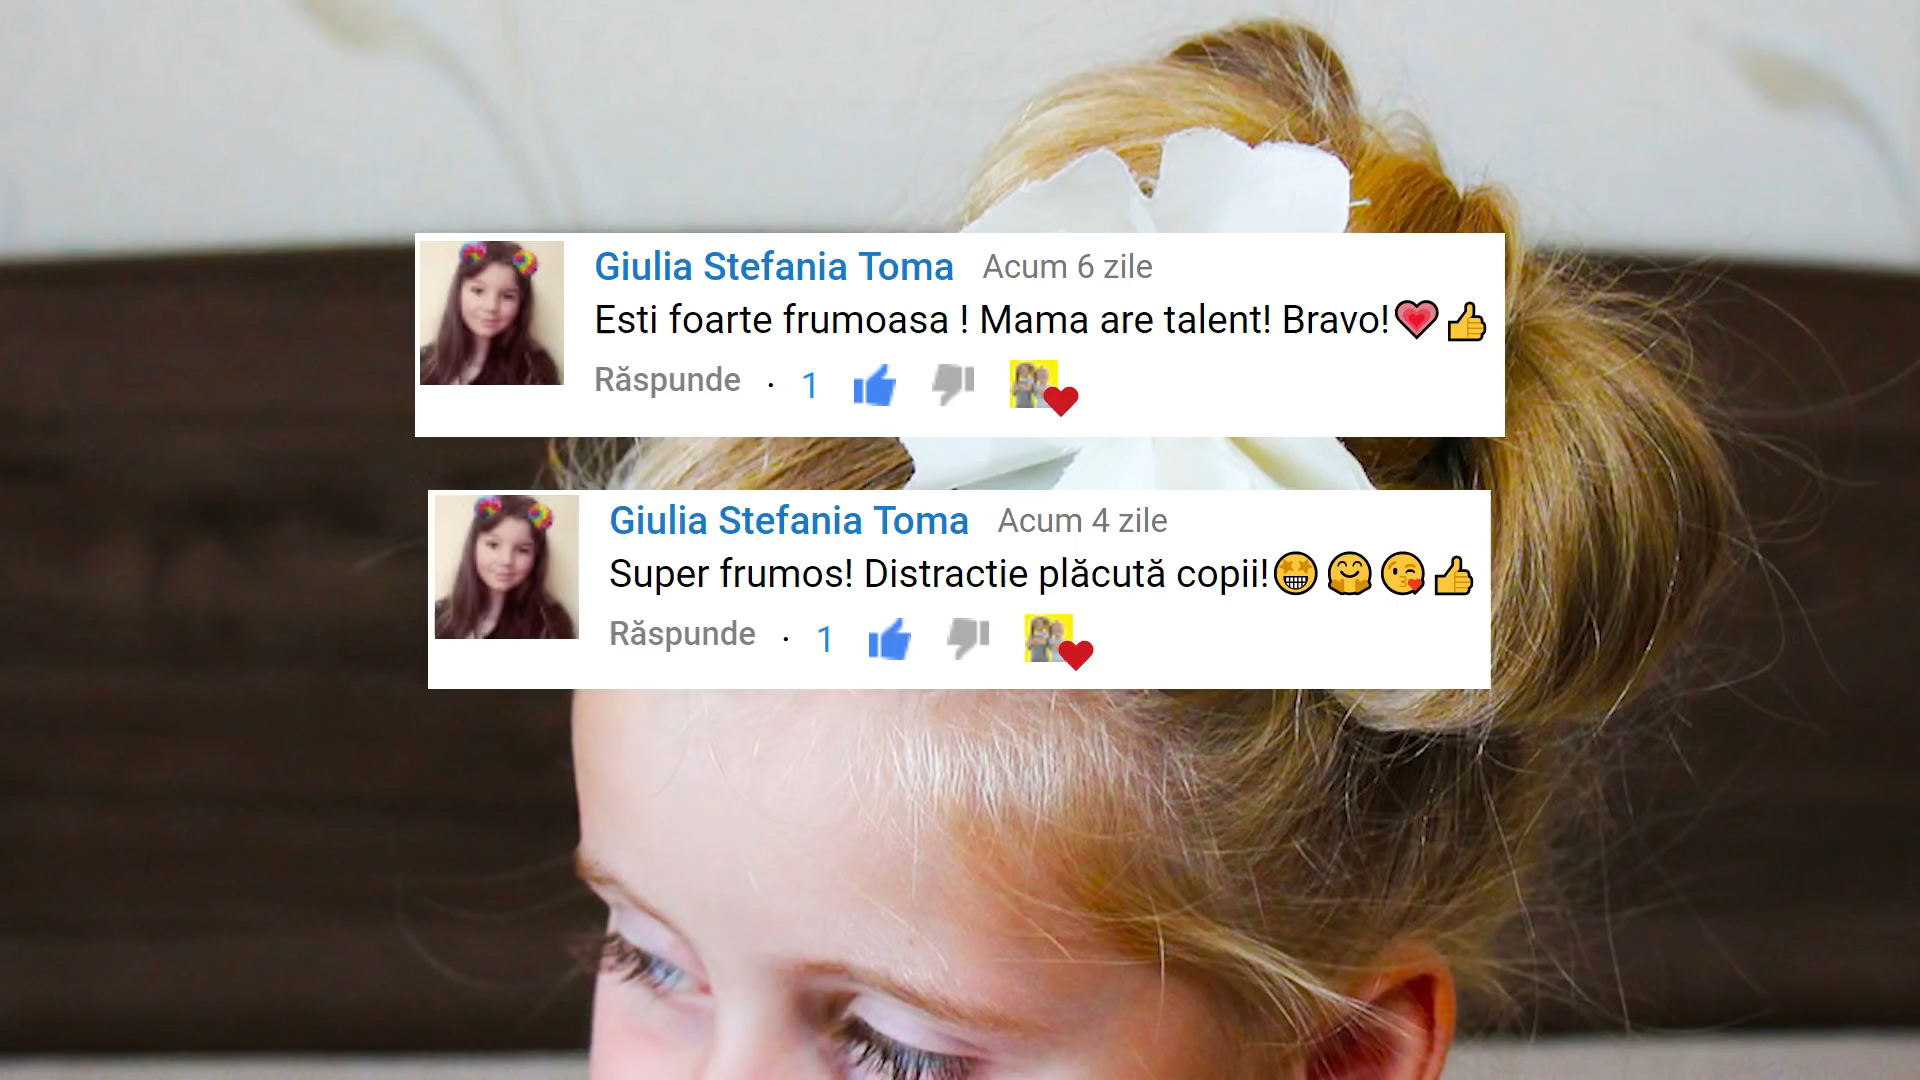 Giulia Stefania Toma Acum 6 zile
Esti foarte frumoasa ! Mama are talent! Bravo!💗👍
Răspunde · 1
Giulia Stefania Toma Acum 4 zile
Super frumos! Distractie plăcută copii!🤩🤗😘👍
Răspunde · 1